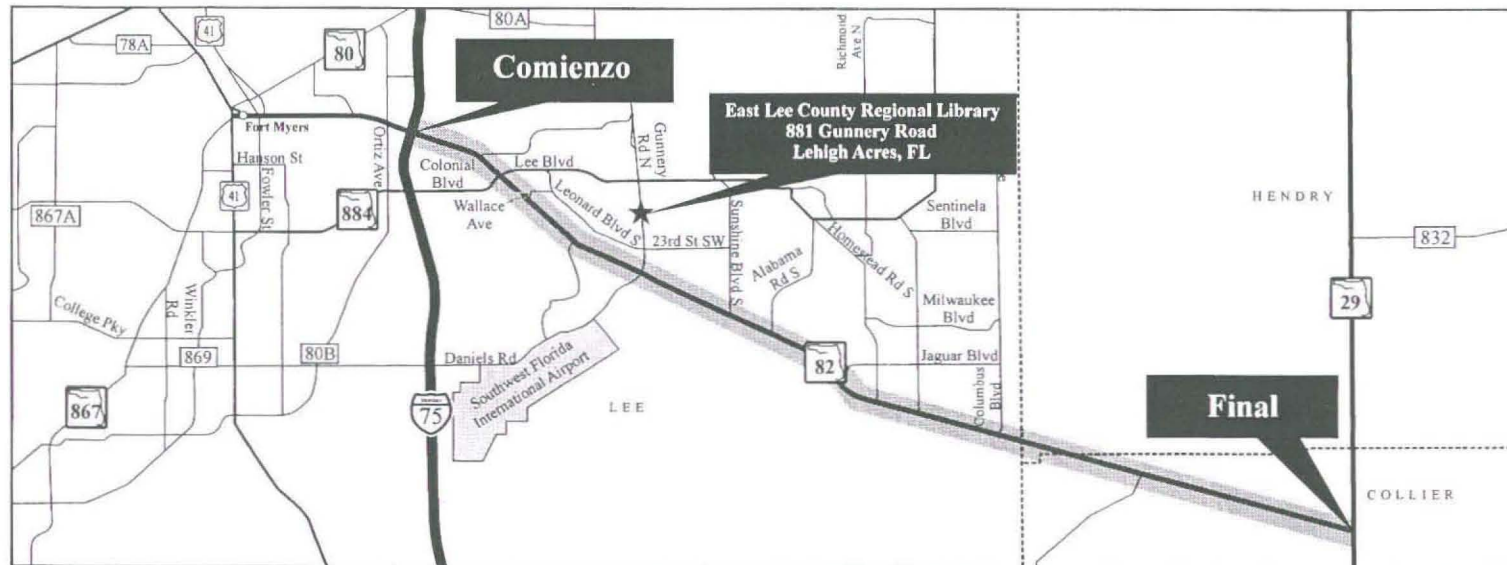 41
78A
80
80A
Comienzo
Richmond
Ave N
East Lee County Regional Library
881 Gunnery Road
Lehigh Acres, FL
Fort Myers
Ortiz Ave
Gunnery
Rd N
Hanson St
Fowler St
Colonial
Blvd
Lee Blvd
HENDRY
41
884
867A
Wallace
Ave
Leonard Blvd S
23rd St SW
Sunshine Blvd S
Alabama
Rd S
Homestead Rd S
Sentinela
Blvd
832
29
College Pky
Winkler
Rd
869
80B
Milwaukee
Blvd
Daniels Rd
Southwest Florida
International Airport
82
Jaguar Blvd
Columbus
Blvd
867
75
LEE
Final
COLLIER